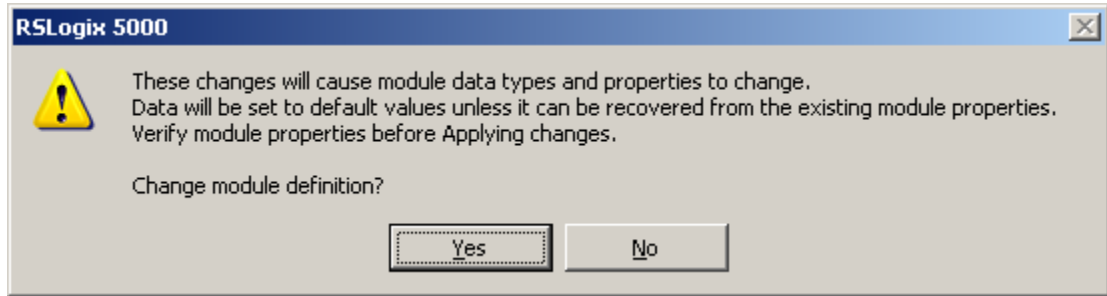 RSLogix 5000
These changes will cause module data types and properties to change.
Data will be set to default values unless it can be recovered from the existing module properties.
Verify module properties before Applying changes.
Change module definition?
Yes No